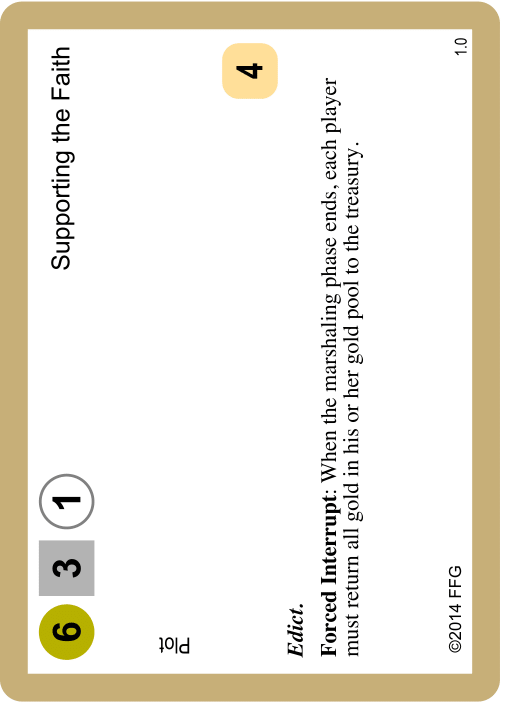 6 3 1
Supporting the Faith
Plot
4
Edict.
Forced Interrupt: When the marshaling phase ends, each player
must return all gold in his or her gold pool to the treasury.
©2014 FFG
1.0